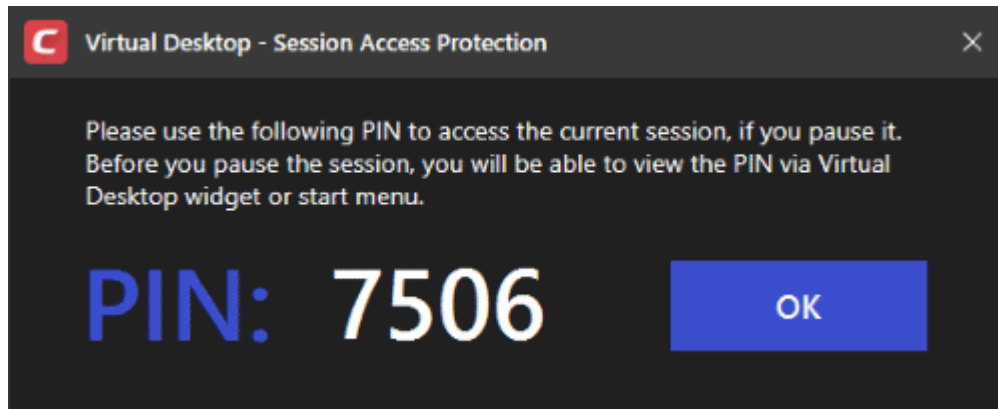 C Virtual Desktop - Session Access Protection
Please use the following PIN to access the current session, if you pause it.
Before you pause the session, you will be able to view the PIN via Virtual
Desktop widget or start menu.
PIN: 7506 OK